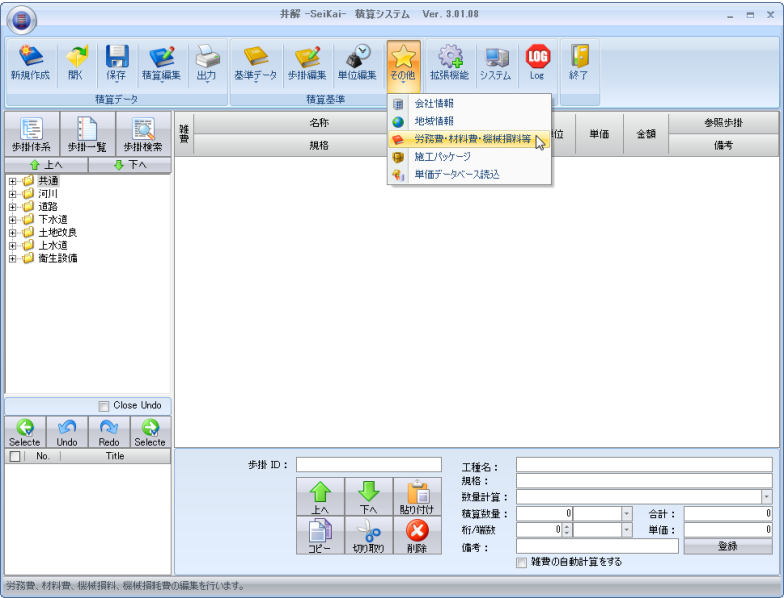 井解 -SeiKai- 積算システム Ver. 3.01.08
新規作成 開く 保存 積算編集 出力 基準データ 歩掛編集 単位編集 その他 拡張機能 システム LOG Log 終了
積算データ 積算基準
会社情報
地域情報
労務費・材料費・機械損料等
施工パッケージ
単価データベース読込
歩掛体系 歩掛一覧 歩掛検索
上へ 下へ
雑費 名称 規格 位 単価 金額 参照歩掛 備考
共通
河川
道路
下水道
土地改良
上水道
衛生設備
Close Undo
Selecte Undo Redo Selecte
No. Title
歩掛 ID :
上へ 下へ 貼り付け
コピー 切り取り 削除
工種名 :
規格 :
数量計算 :
積算数量 : 0 合計 : 0
桁/端数 0 単価 : 0
備考 : 登録
雑費の自動計算をする
労務費、材料費、機械損料、機械損耗費の編集を行います。